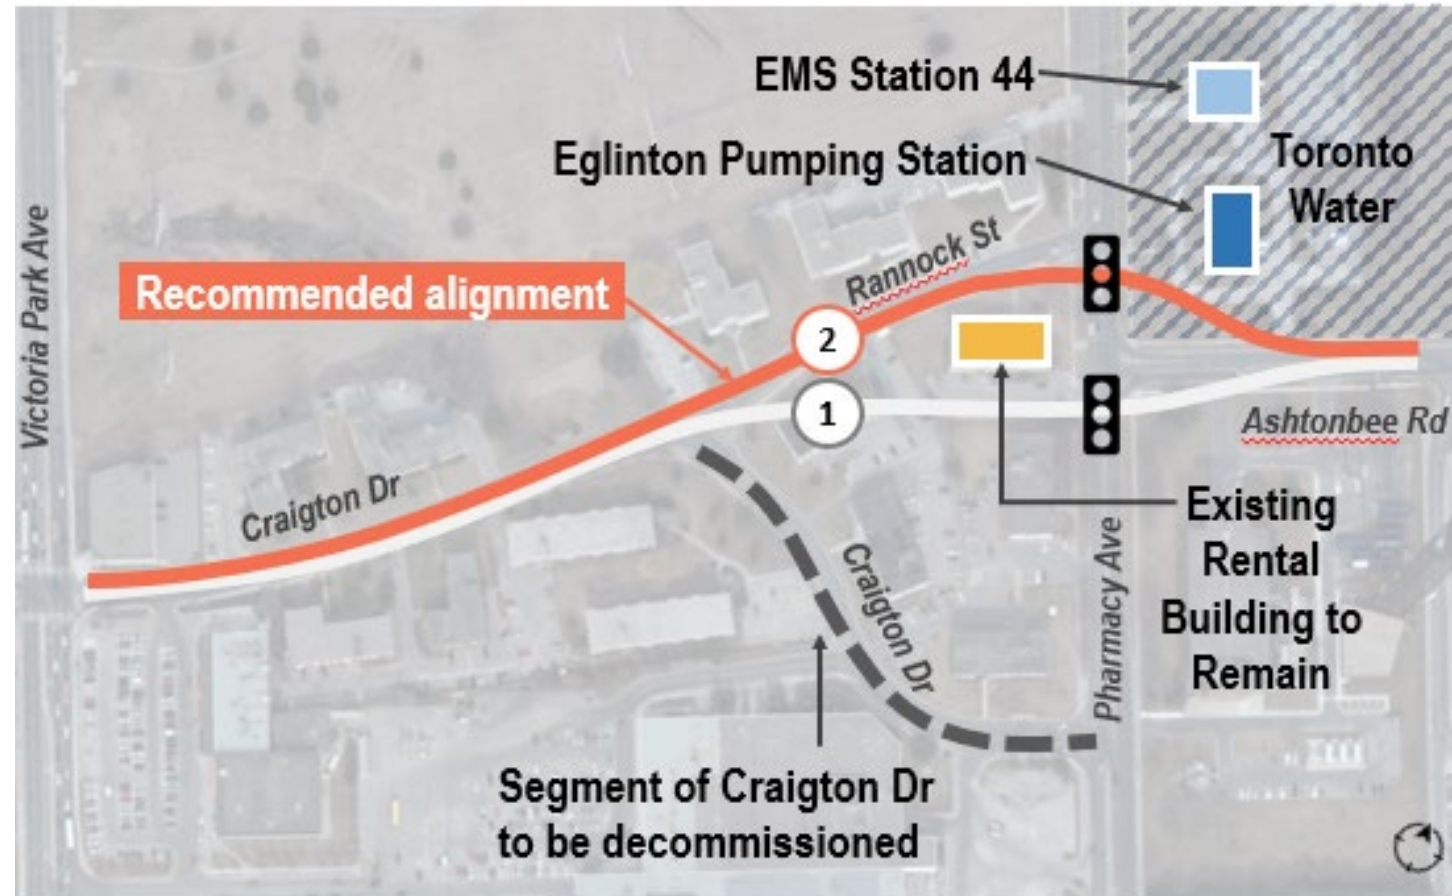 EMS Station 44
Eglinton Pumping Station
Toronto
Water
Victoria Park Ave
Recommended alignment
Rannock St
2
1
Ashtonbee Rd
Craigton Dr
Existing
Rental
Building to
Remain
Craigton Dr
Pharmacy Ave
Segment of Craigton Dr
to be decommissioned